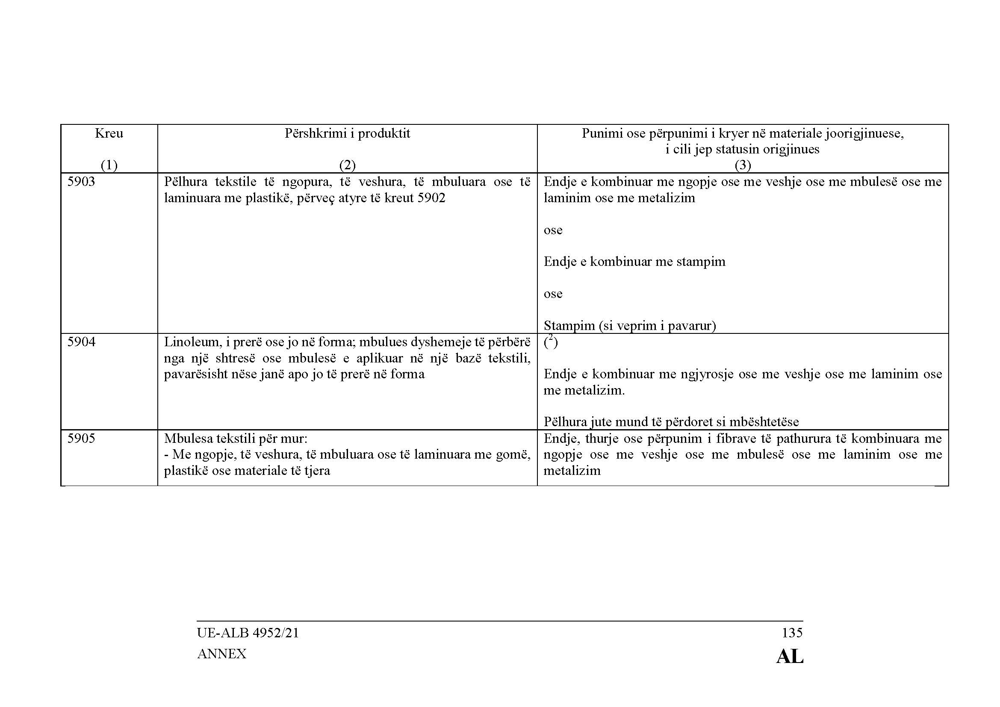 Kreu
(1)
Përshkrimi i produktit
(2)
Punimi ose përpunimi i kryer në materiale joorigjinuese,
i cili jep statusin origjinues
(3)
5903
Pëlhura tekstile të ngopura, të veshura, të mbuluara ose të
laminuara me plastikë, përveç atyre të kreut 5902
Endje e kombinuar me ngopje ose me veshje ose me mbulesë ose me
laminim ose me metalizim
ose
Endje e kombinuar me stampim
ose
Stampim (si veprim i pavarur)
5904
Linoleum, i prerë ose jo në forma; mbulues dyshemeje të përbërë
nga një shtresë ose mbulesë e aplikuar në një bazë tekstili,
pavarësisht nëse janë apo jo të prerë në forma
(²)
Endje e kombinuar me ngjyrosje ose me veshje ose me laminim ose
me metalizim.
Pëlhura jute mund të përdoret si mbështetëse
5905
Mbulesa tekstili për mur:
- Me ngopje, të veshura, të mbuluara ose të laminuara me gomë,
plastikë ose materiale të tjera
Endje, thurje ose përpunim i fibrave të pathurura të kombinuara me
ngopje ose me veshje ose me mbulesë ose me laminim ose me
metalizim
UE-ALB 4952/21
135
ANNEX
AL